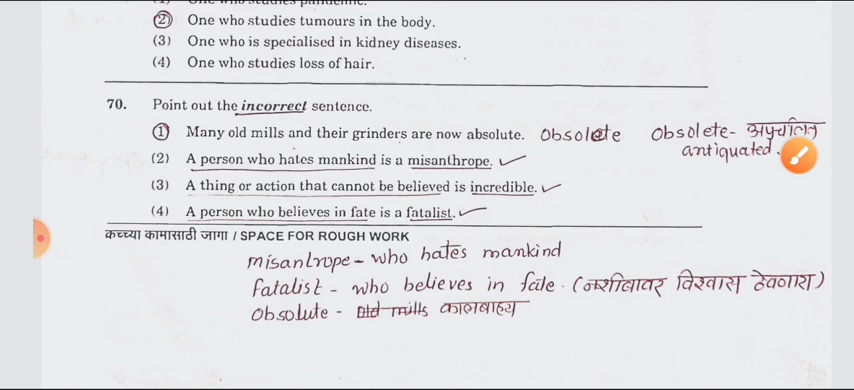 (1) One who studies pandemic.
(2) One who studies tumours in the body.
(3) One who is specialised in kidney diseases.
(4) One who studies loss of hair.
70. Point out the incorrect sentence.
(1) Many old mills and their grinders are now absolute. Obsolete Obsolete- अप्रचलित
antiquated.
(2) A person who hates mankind is a misanthrope.
(3) A thing or action that cannot be believed is incredible.
(4) A person who believes in fate is a fatalist.
कच्च्या कामासाठी जागा / SPACE FOR ROUGH WORK
misantrope - who hates mankind
Fatalist - who believes in fate. (नशीबावर विश्वास ठेवणारा)
Obsolute - Old mills कालबाह्य